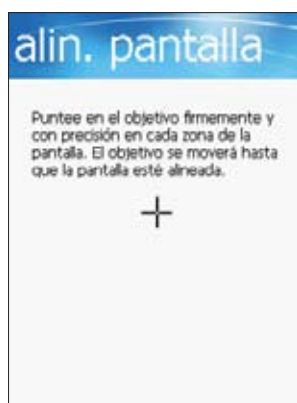 alin. pantalla
Puntee en el objetivo firmemente y
con precisión en cada zona de la
pantalla. El objetivo se moverá hasta
que la pantalla esté alineada.